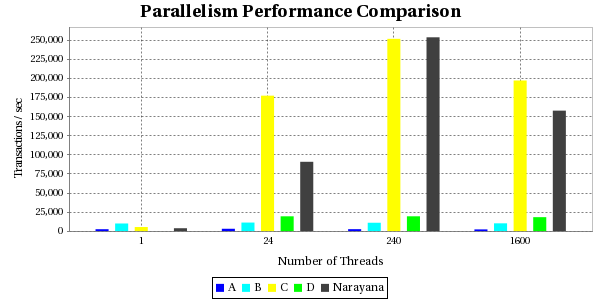 Parallelism Performance Comparison
250,000
225,000
200,000
175,000
150,000
125,000
100,000
75,000
50,000
25,000
0
Transactions / sec
1 24 240 1600
Number of Threads
A B C D Narayana